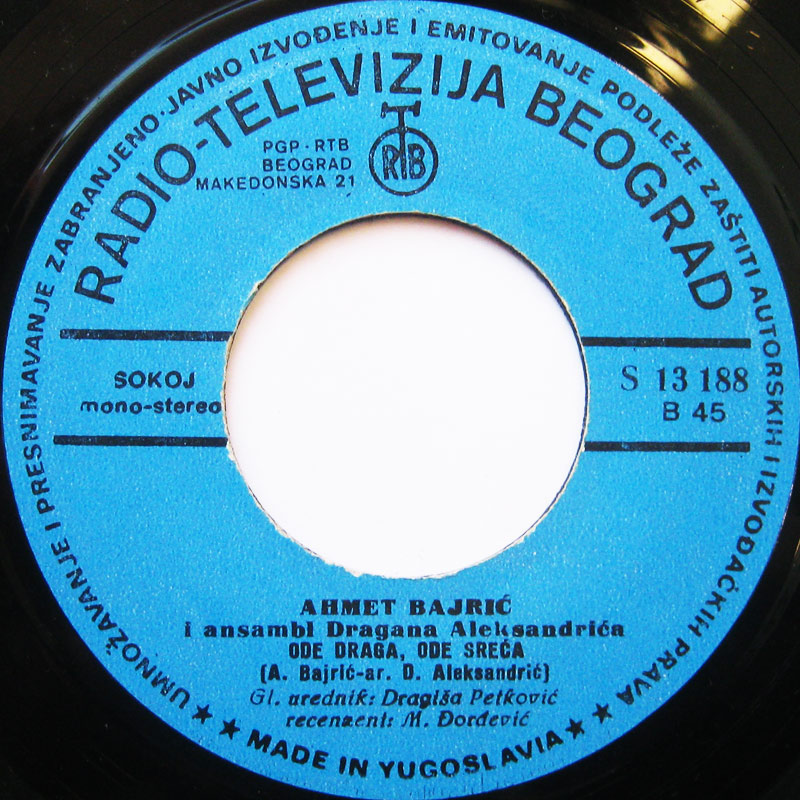 UMNOŽAVANJE I PRESNIMAVANJE ZABRANJENO·JAVNO IZVOĐENJE I EMITOVANJE PODLEŽE ZAŠTITI AUTORSKIH I IZVOĐAČKIH PRAVA
RADIO-TELEVIZIJA BEOGRAD
PGP·RTB
BEOGRAD
MAKEDONSKA 21
RTB
SOKOJ
mono-stereo
S 13 188
B 45
AHMET BAJRIĆ
i ansambl Dragana Aleksandrića
ODE DRAGA, ODE SREĆA
(A. Bajrić-ar. D. Aleksandrić)
Gl. urednik: Dragiša Petković
recenzent: M. Đorđević
★ ★ MADE IN YUGOSLAVIA ★ ★